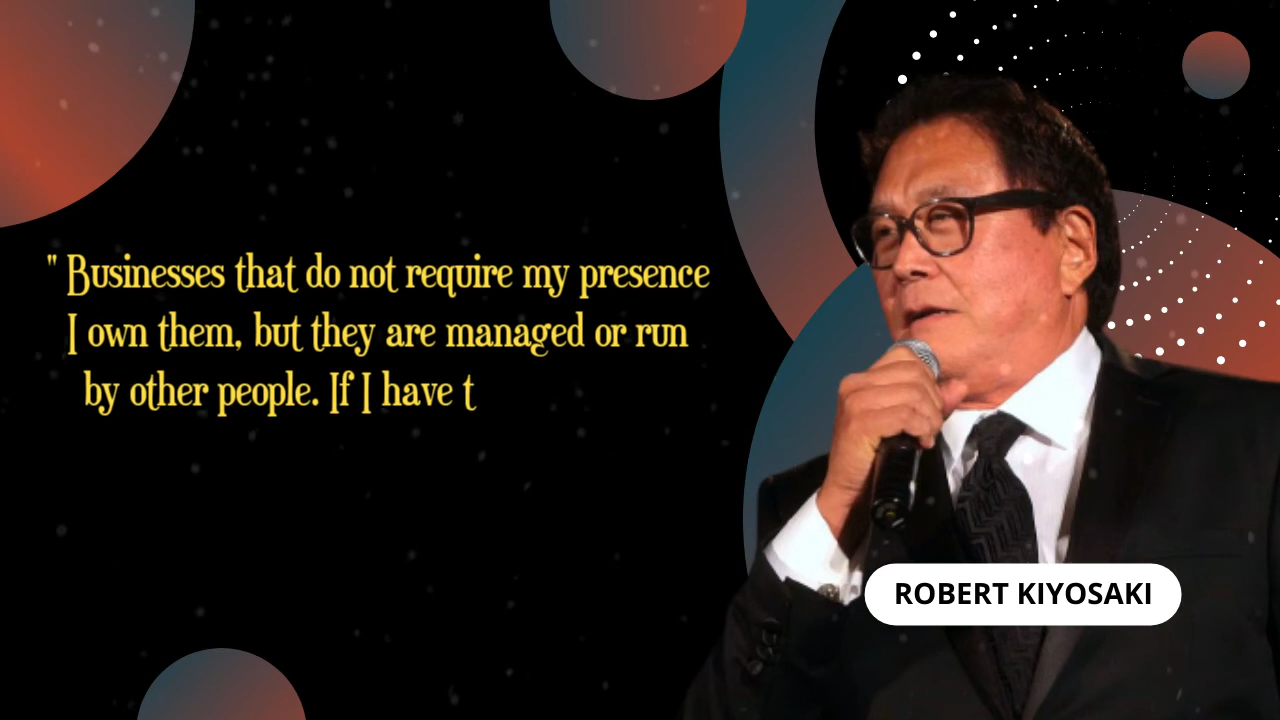 " Businesses that do not require my presence
I own them, but they are managed or run
by other people. If I have t
ROBERT KIYOSAKI